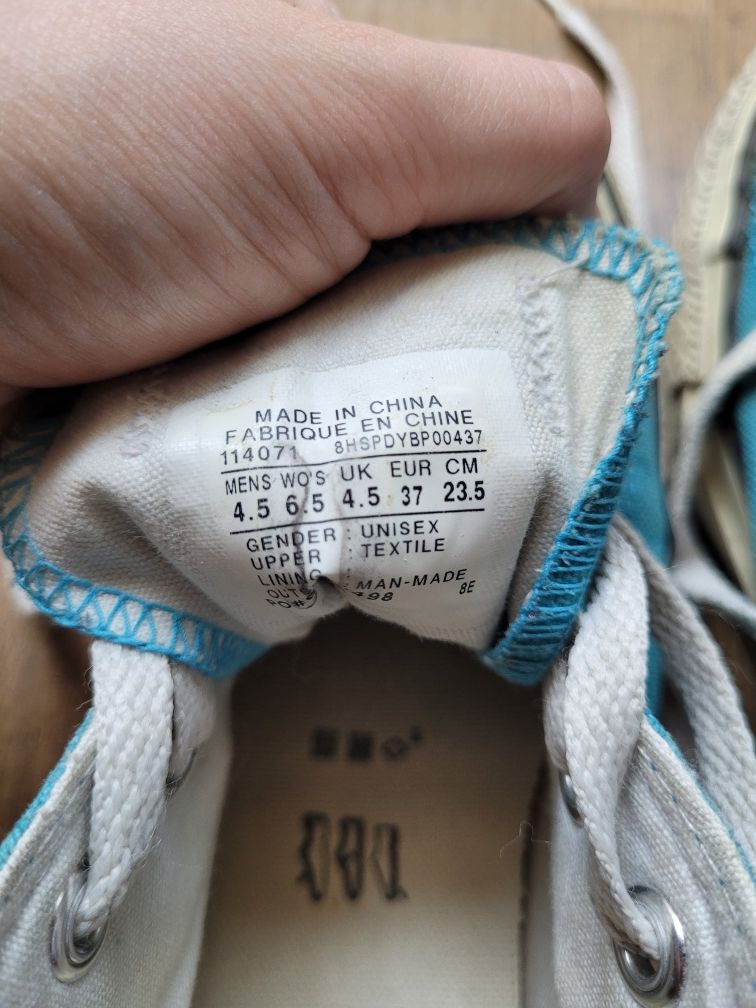 MADE IN CHINA
FABRIQUE EN CHINE
114071 8HSPDYBP00437
MENS WO'S UK EUR CM
4.5 6.5 4.5 37 23.5
GENDER : UNISEX
UPPER : TEXTILE
LINING
MAN-MADE
8E